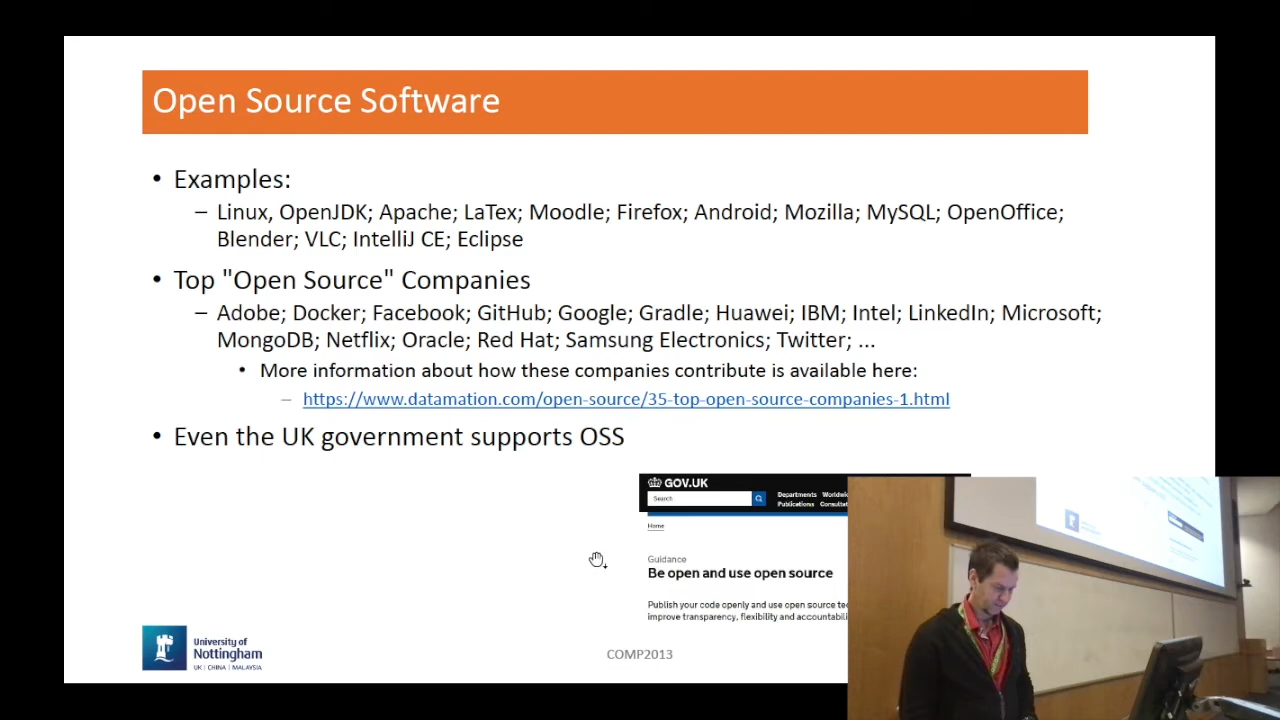 Open Source Software
• Examples:
– Linux, OpenJDK; Apache; LaTex; Moodle; Firefox; Android; Mozilla; MySQL; OpenOffice;
Blender; VLC; IntelliJ CE; Eclipse
• Top "Open Source" Companies
– Adobe; Docker; Facebook; GitHub; Google; Gradle; Huawei; IBM; Intel; LinkedIn; Microsoft;
MongoDB; Netflix; Oracle; Red Hat; Samsung Electronics; Twitter; ...
• More information about how these companies contribute is available here:
– https://www.datamation.com/open-source/35-top-open-source-companies-1.html
• Even the UK government supports OSS
GOV.UK
Search
Departments
Publications
Home
Guidance
Be open and use open source
Publish your code openly and use open source
improve transparency, flexibility and
University of
Nottingham
UK | CHINA | MALAYSIA
COMP2013